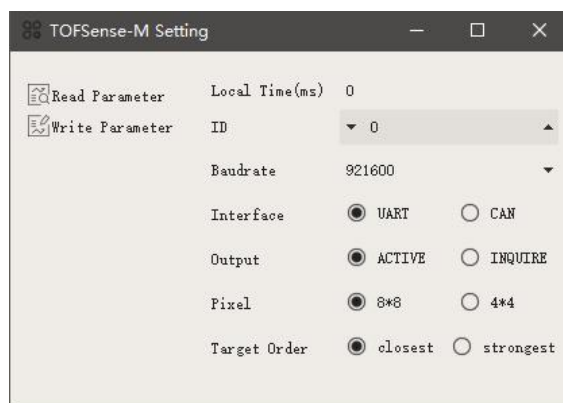 TOFSense-M Setting
Read Parameter
Write Parameter
Local Time(ms) 0
ID 0
Baudrate 921600
Interface UART CAN
Output ACTIVE INQUIRE
Pixel 8*8 4*4
Target Order closest strongest